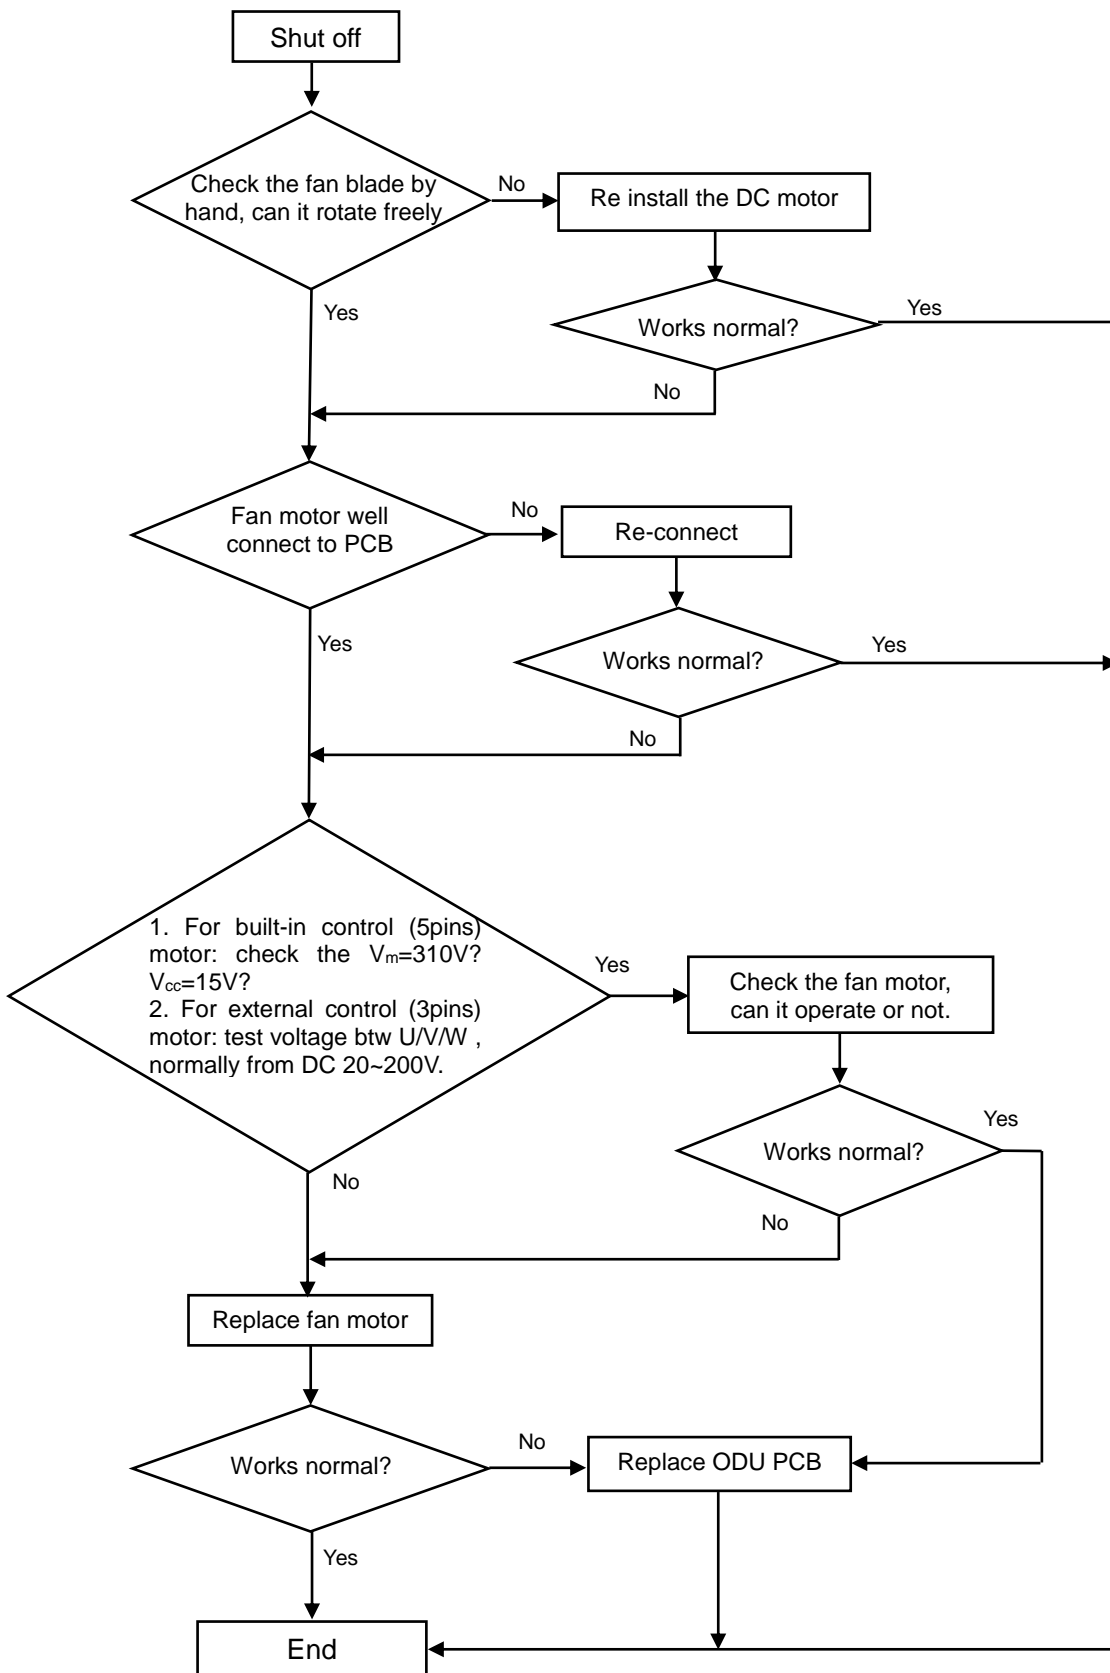 Shut off
Check the fan blade by
hand, can it rotate freely
No
Re install the DC motor
Yes
Works normal?
Yes
No
Fan motor well
connect to PCB
No
Re-connect
Yes
Works normal?
Yes
No
1. For built-in control (5pins)
motor: check the Vm=310V?
Vcc=15V?
2. For external control (3pins)
motor: test voltage btw U/V/W ,
normally from DC 20~200V.
Yes
Check the fan motor,
can it operate or not.
Works normal?
Yes
No
No
Replace fan motor
Works normal?
No
Replace ODU PCB
Yes
End